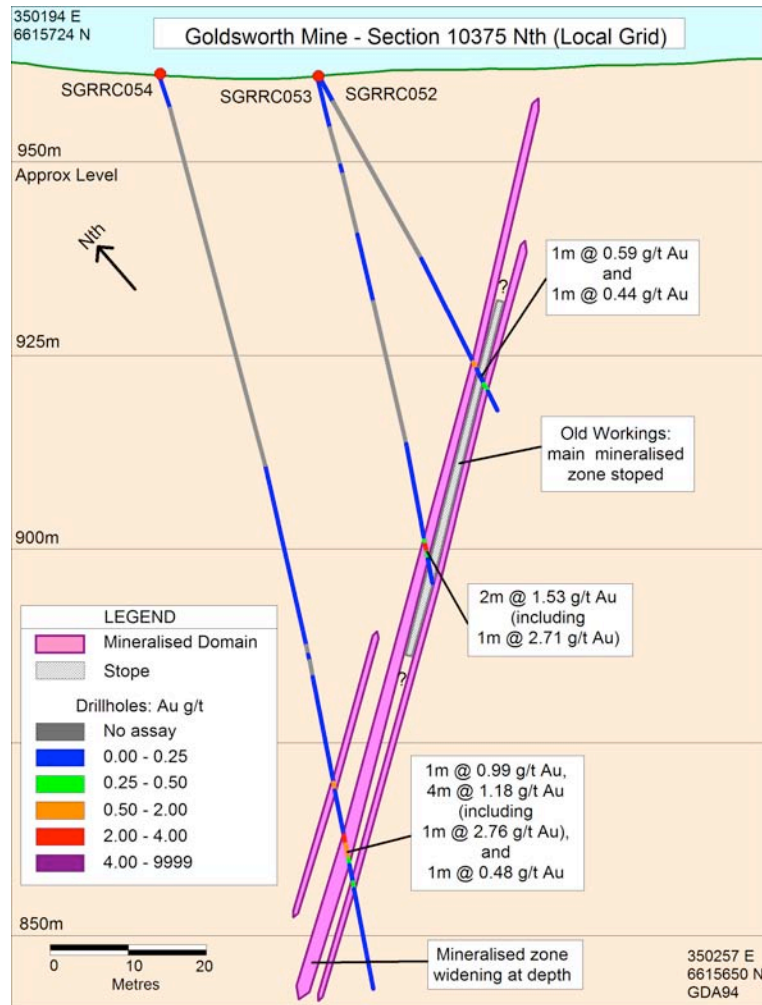 350194 E
6615724 N
Goldsworth Mine - Section 10375 Nth (Local Grid)
SGRRC054
SGRRC053
SGRRC052
950m
Approx Level
Nth
1m @ 0.59 g/t Au
and
1m @ 0.44 g/t Au
?
925m
Old Workings:
main mineralised
zone stoped
900m
2m @ 1.53 g/t Au
(including
1m @ 2.71 g/t Au)
?
LEGEND
Mineralised Domain
Stope
Drillholes: Au g/t
No assay
0.00 - 0.25
0.25 - 0.50
0.50 - 2.00
2.00 - 4.00
4.00 - 9999
1m @ 0.99 g/t Au,
4m @ 1.18 g/t Au
(including
1m @ 2.76 g/t Au),
and
1m @ 0.48 g/t Au
850m
0 10 20
Metres
Mineralised zone
widening at depth
350257 E
6615650 N
GDA94